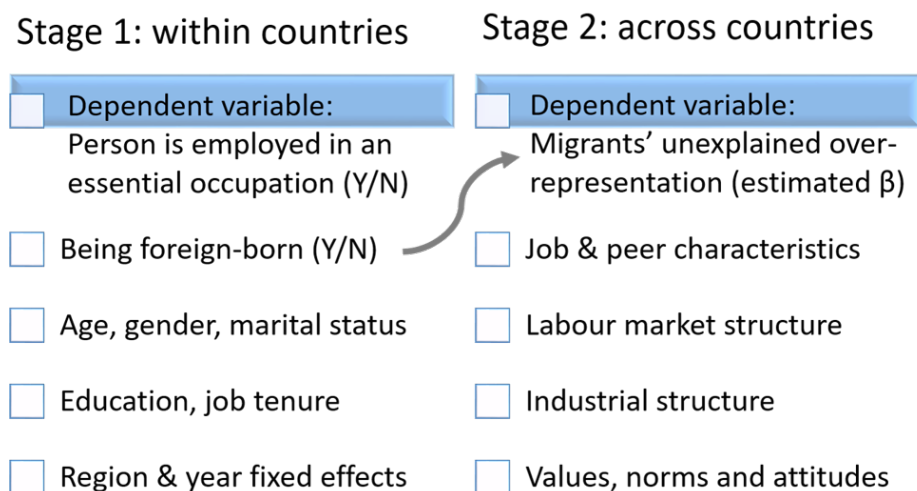 Stage 1: within countries
Dependent variable:
Person is employed in an
essential occupation (Y/N)
Being foreign-born (Y/N)
Age, gender, marital status
Education, job tenure
Region & year fixed effects
Stage 2: across countries
Dependent variable:
Migrants’ unexplained over-
representation (estimated β)
Job & peer characteristics
Labour market structure
Industrial structure
Values, norms and attitudes